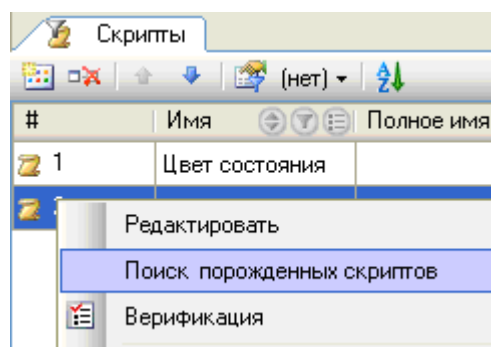 Скрипты
(нет)
# Имя Полное имя
1 Цвет состояния
Редактировать
Поиск порожденных скриптов
Верификация